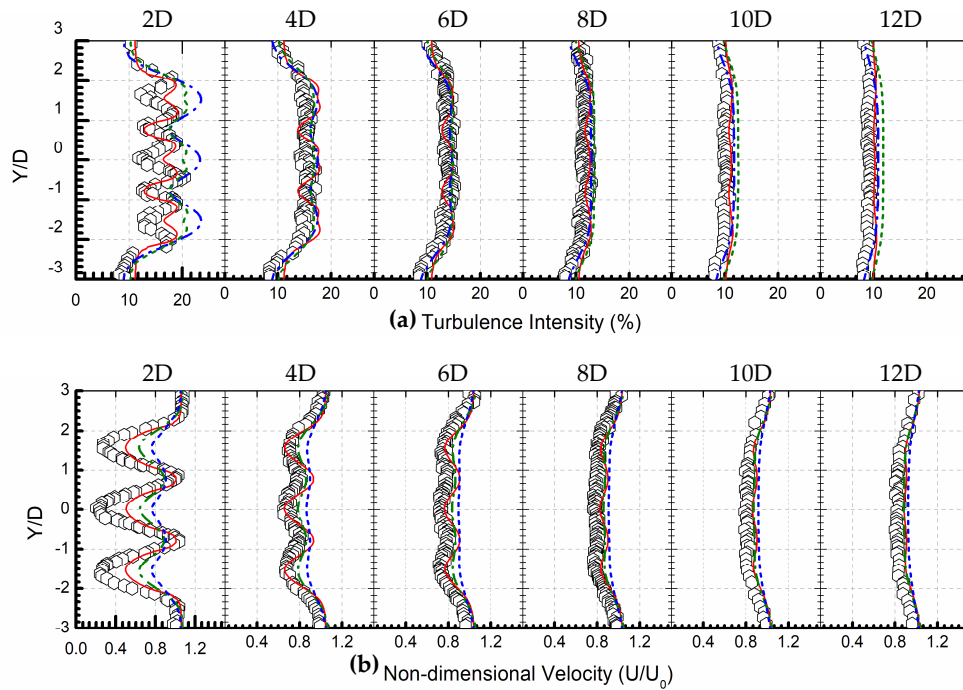 2D 4D 6D 8D 10D 12D
3
2
1
0
-1
-2
-3
Y/D
10 20 0 10 20 0 10 20 0 10 20 0 10 20 0 10 20
(a) Turbulence Intensity (%)
2D 4D 6D 8D 10D 12D
3
2
1
0
-1
-2
-3
Y/D
0.0 0.4 0.8 1.2 0.4 0.8 1.2 0.4 0.8 1.2 0.4 0.8 1.2 0.4 0.8 1.2 0.4 0.8 1.2
(b) Non-dimensional Velocity (U/U₀)